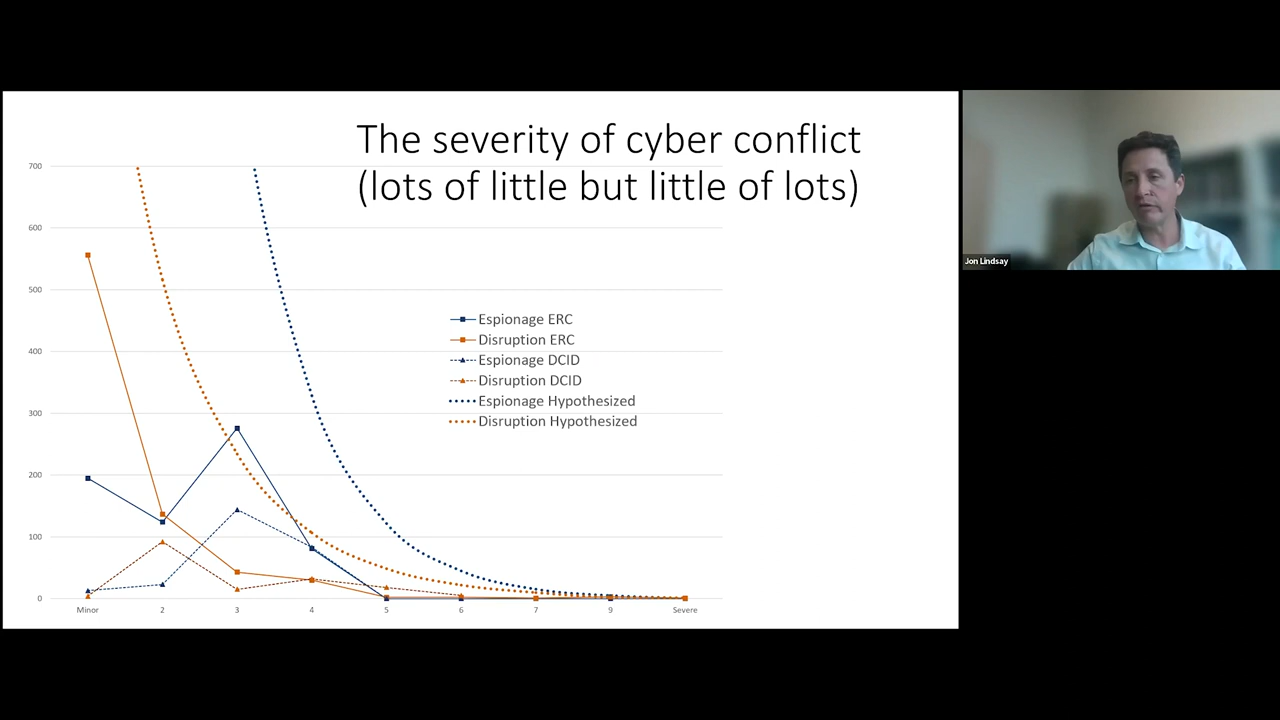 The severity of cyber conflict
(lots of little but little of lots)
700
600
500
400
300
200
100
0
Minor
2
3
4
5
6
7
9
Severe
Espionage ERC
Disruption ERC
Espionage DCID
Disruption DCID
Espionage Hypothesized
Disruption Hypothesized
Jon Lindsay